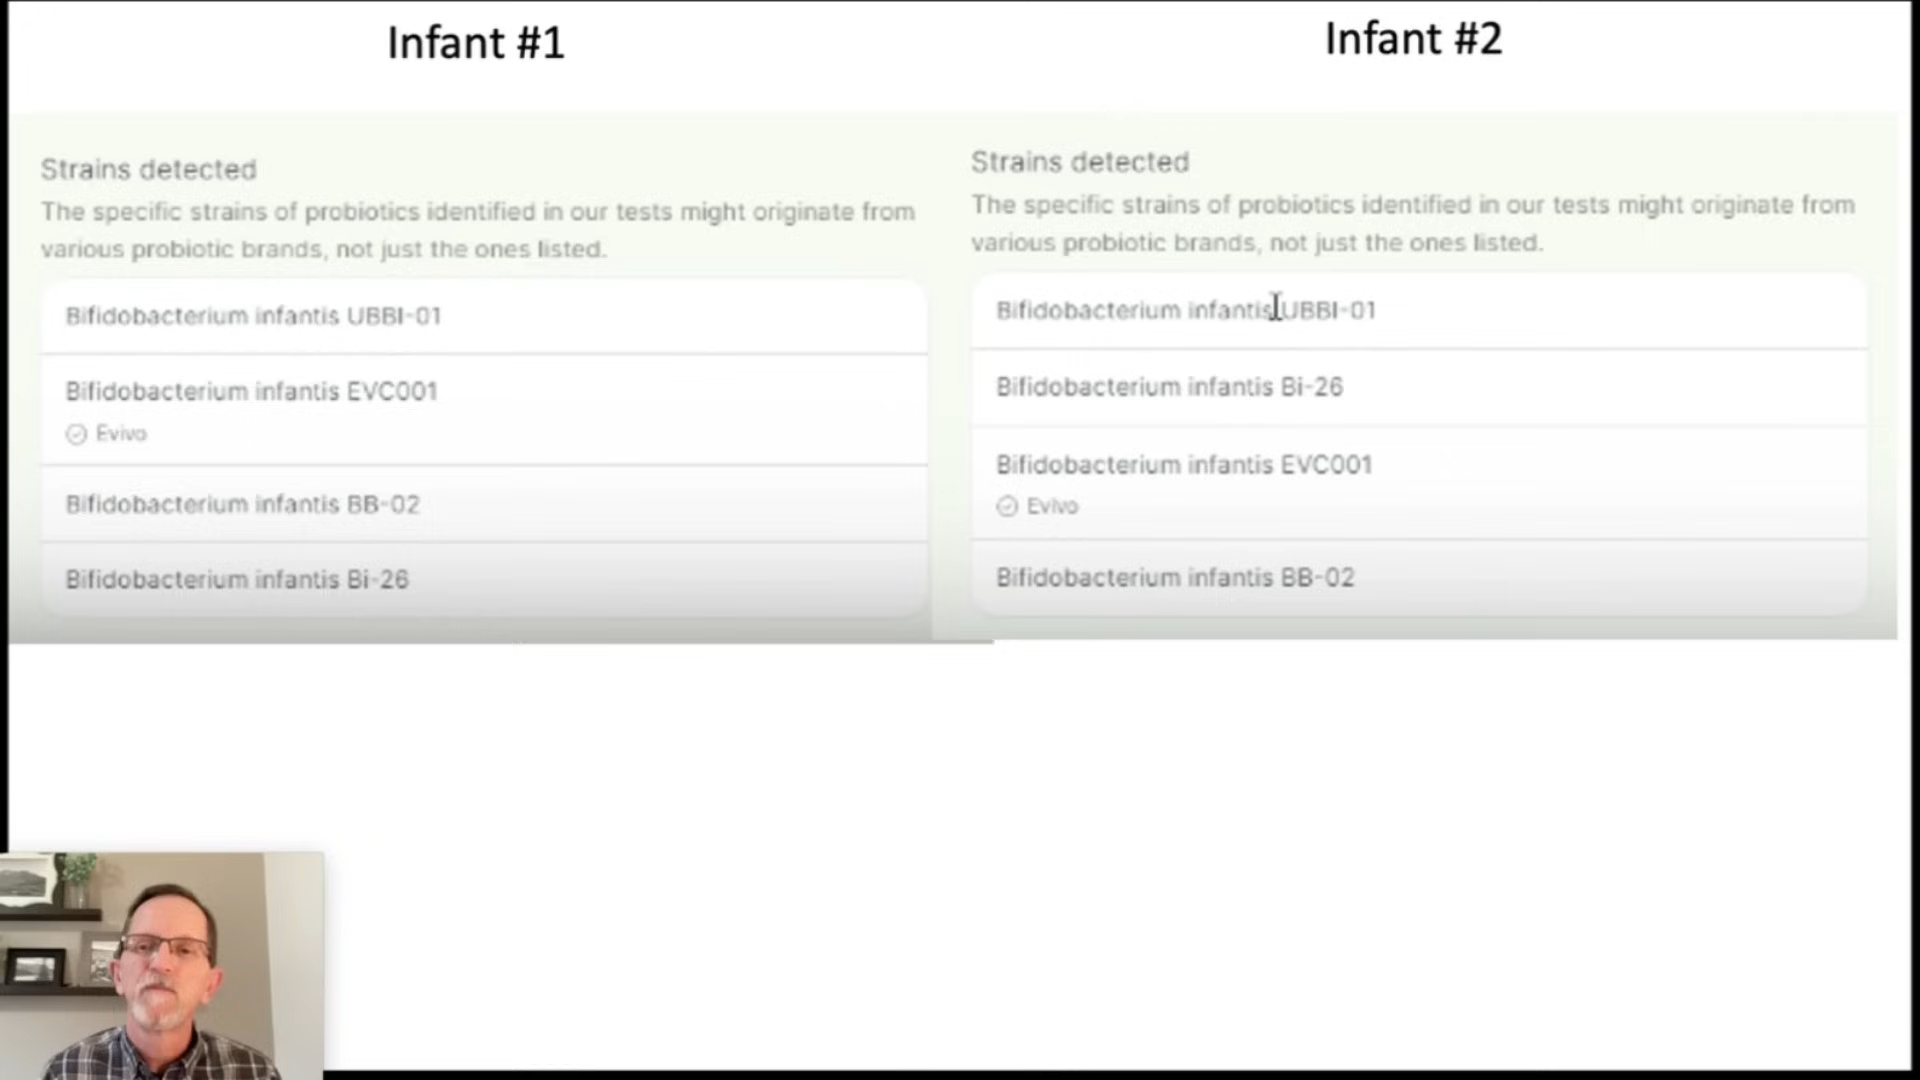 Infant #1
Strains detected
The specific strains of probiotics identified in our tests might originate from
various probiotic brands, not just the ones listed.
Bifidobacterium infantis UBBI-01
Bifidobacterium infantis EVC001
Evivo
Bifidobacterium infantis BB-02
Bifidobacterium infantis Bi-26
Infant #2
Strains detected
The specific strains of probiotics identified in our tests might originate from
various probiotic brands, not just the ones listed.
Bifidobacterium infantis UBBI-01
Bifidobacterium infantis Bi-26
Bifidobacterium infantis EVC001
Evivo
Bifidobacterium infantis BB-02